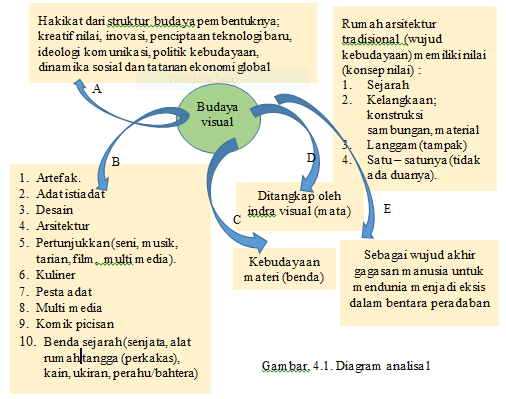 Hakikat dari struktur budaya pembentuknya;
kreatif nilai, inovasi, penciptaan teknologi baru,
ideologi komunikasi, politik kebudayaan,
dinamika sosial dan tatanan ekonomi global
Rumah arsitektur
tradisional (wujud
kebudayaan) memiliki nilai
(konsep nilai) :
1. Sejarah
2. Kelangkaan;
konstruksi
sambungan, material
3. Langgam (tampak)
4. Satu – satunya (tidak
ada duanya).
A
Budaya
visual
B
D
1. Artefak.
2. Adat istiadat
3. Desain
4. Arsitektur
5. Pertunjukkan (seni, musik,
tarian, film, multi media).
6. Kuliner
7. Pesta adat
8. Multi media
9. Komik picisan
10. Benda sejarah (senjata, alat
rumah tangga (perkakas),
kain, ukiran, perahu/bahtera)
Ditangkap oleh
indra visual (mata)
C
E
Kebudayaan
materi (benda)
Sebagai wujud akhir
gagasan manusia untuk
mendunia menjadi eksis
dalam bentara peradaban
Gambar, 4.1. Diagram analisa1